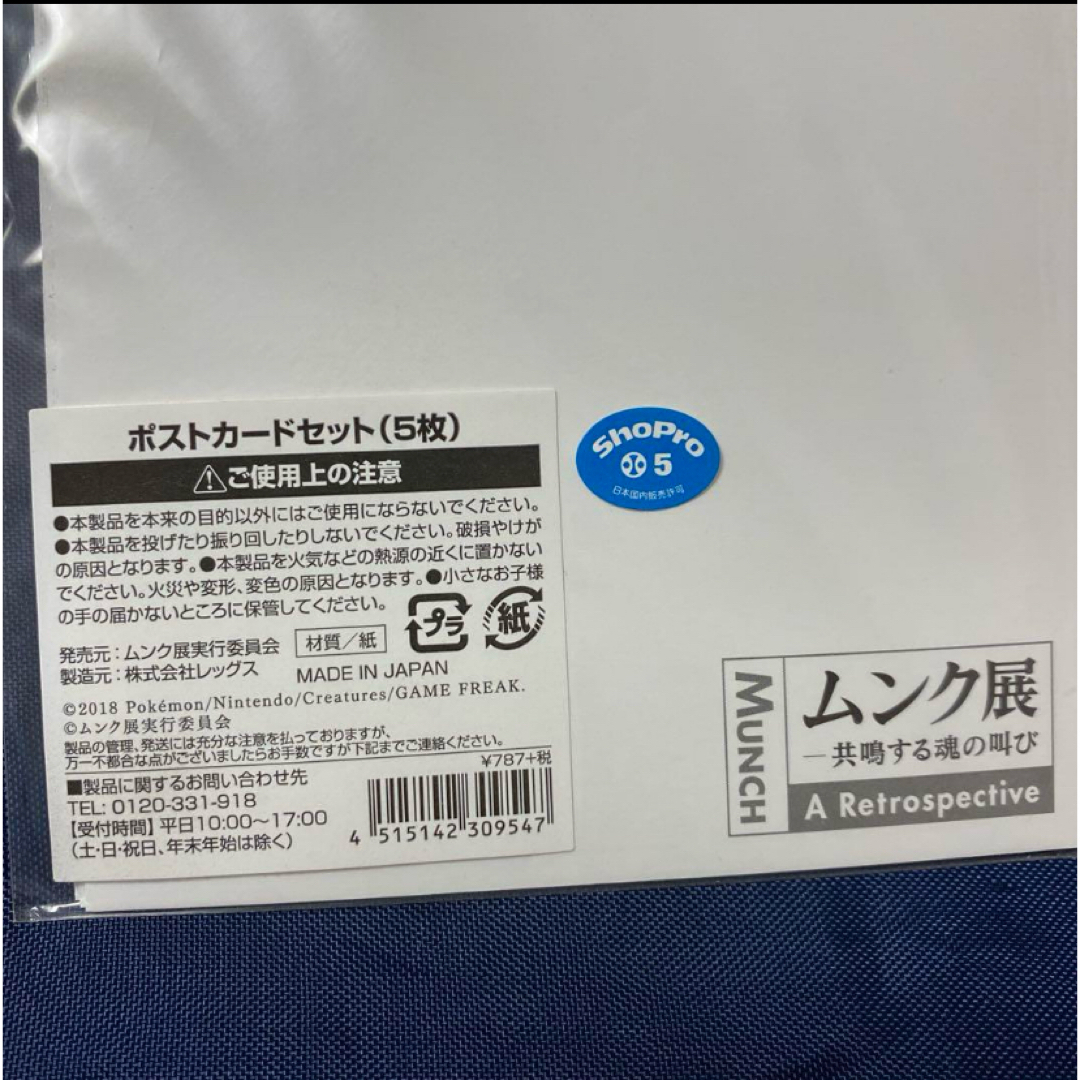 ポストカードセット(5枚)
⚠ご使用上の注意
●本製品を本来の目的以外にはご使用にならないでください。
●本製品を投げたり振り回したりしないでください。破損やけが
の原因となります。●本製品を火気などの熱源の近くに置かない
でください。火災や変形、変色の原因となります。●小さなお子様
の手の届かないところに保管してください。
プラ
紙
発売元:ムンク展実行委員会
製造元:株式会社レッグス
材質/紙
MADE IN JAPAN
©2018 Pokémon/Nintendo/Creatures/GAME FREAK.
©ムンク展実行委員会
製品の管理、発送には充分な注意を払っておりますが、
万一不都合な点がございましたらお手数ですが下記までご連絡ください。
¥787+税
■製品に関するお問い合わせ先
TEL: 0120-331-918
【受付時間】平日10:00〜17:00
(土・日・祝日、年末年始は除く)
4 515142 309547
ShoPro
5
日本国内販売許可
MUNCH
ムンク展
―共鳴する魂の叫び
A Retrospective